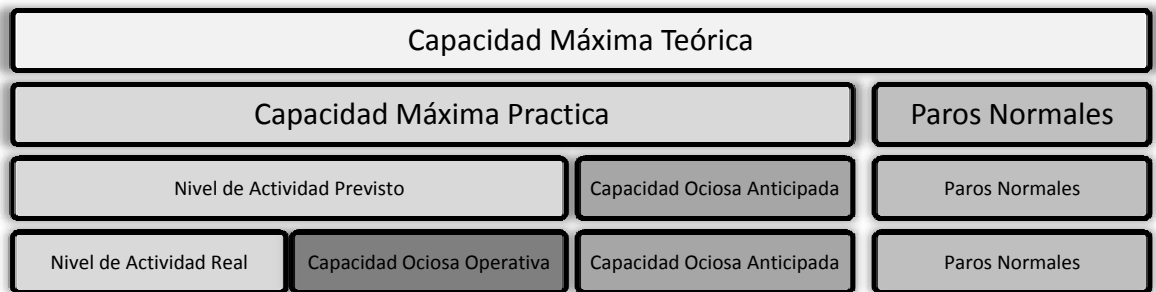 Capacidad Máxima Teórica
Capacidad Máxima Practica
Paros Normales
Nivel de Actividad Previsto
Capacidad Ociosa Anticipada
Paros Normales
Nivel de Actividad Real
Capacidad Ociosa Operativa
Capacidad Ociosa Anticipada
Paros Normales